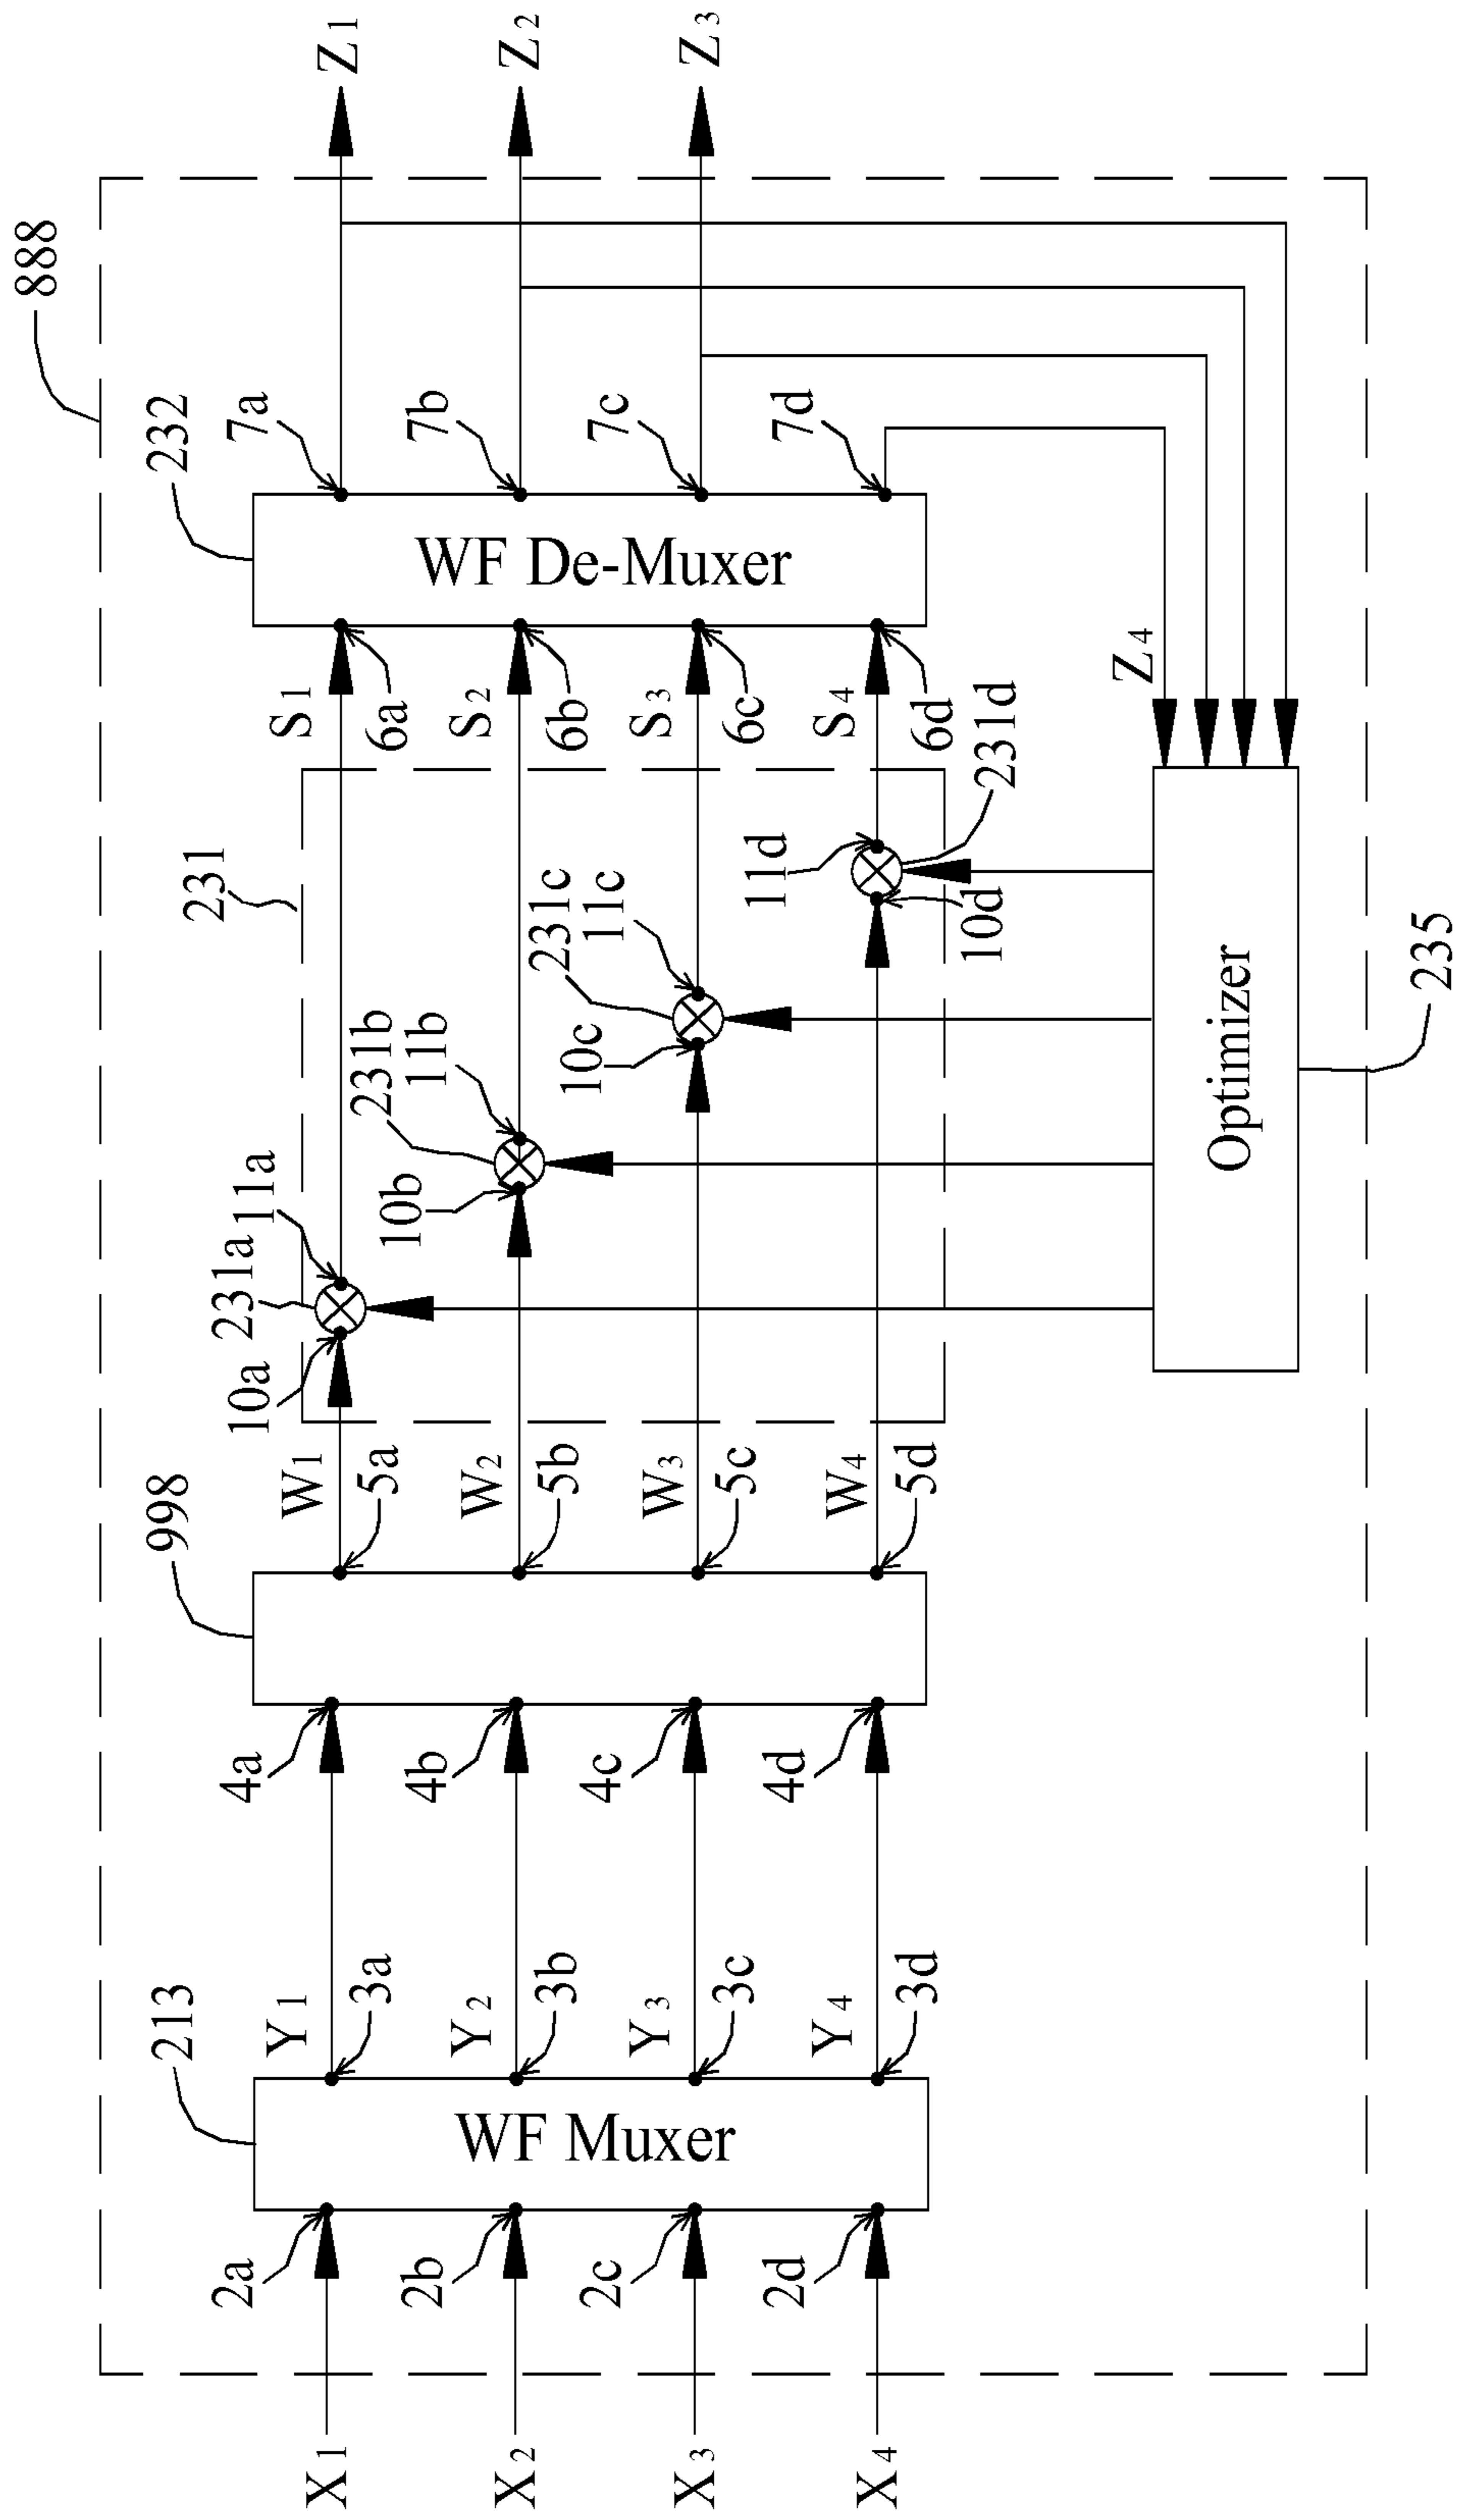 888
213
998
231
232
X1
X2
X3
X4
2a
2b
2c
2d
WF Muxer
Y1
Y2
Y3
Y4
3a
3b
3c
3d
4a
4b
4c
4d
W1
W2
W3
W4
5a
5b
5c
5d
10a
231a
11a
10b
231b
11b
10c
231c
11c
10d
231d
11d
S1
S2
S3
S4
6a
6b
6c
6d
WF De-Muxer
7a
7b
7c
7d
Z1
Z2
Z3
Z4
Optimizer
235